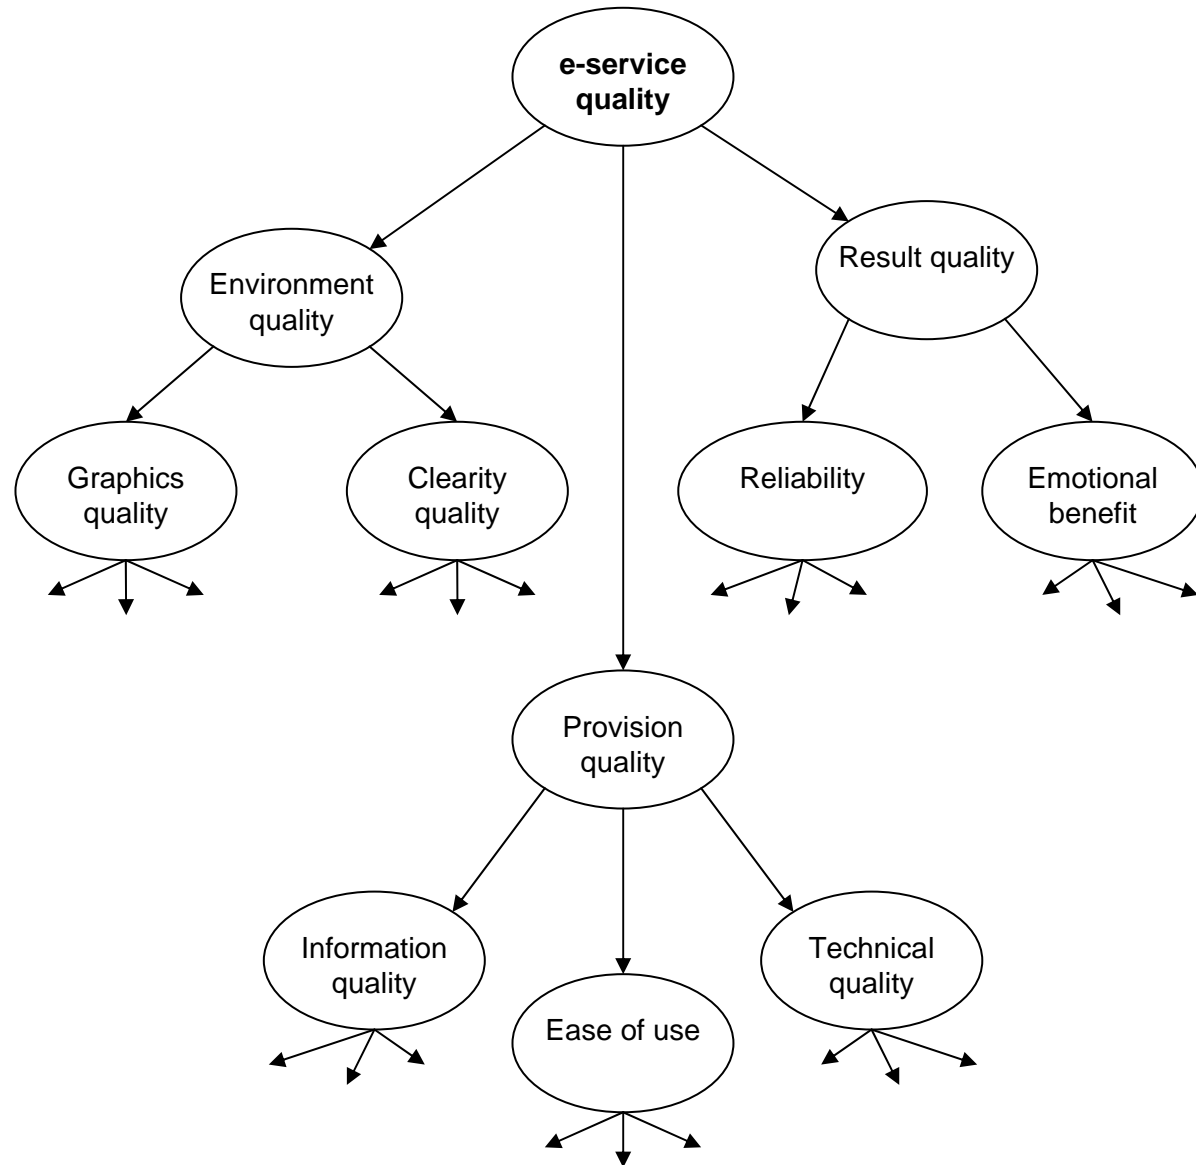 e-service
quality
Environment
quality
Result quality
Graphics
quality
Clearity
quality
Reliability
Emotional
benefit
Provision
quality
Information
quality
Ease of use
Technical
quality